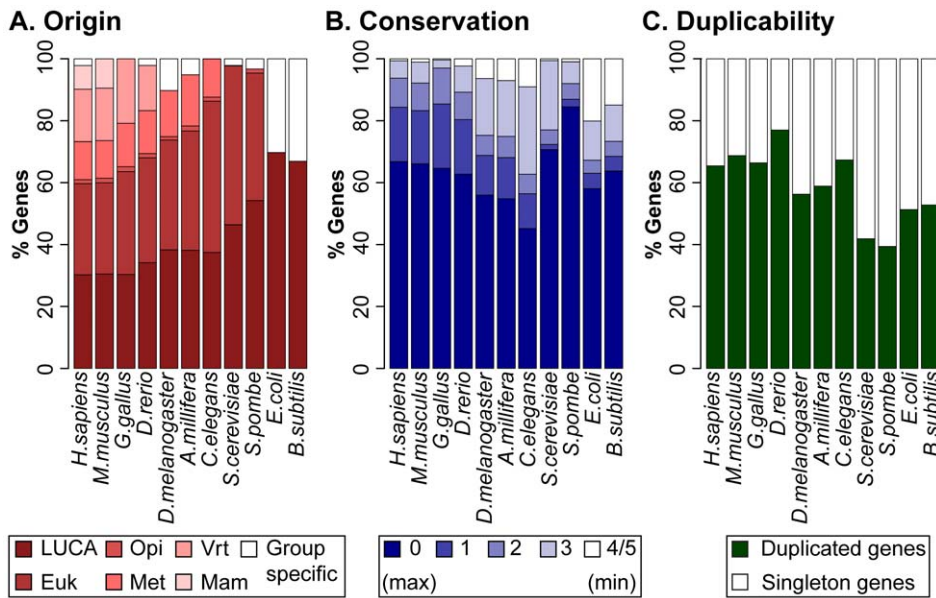 A. Origin
% Genes
100
80
60
40
20
0
H.sapiens
M.musculus
G.gallus
D.rerio
D.melanogaster
A.millifera
C.elegans
S.cerevisiae
S.pombe
E.coli
B.subtilis
LUCA Opi Vrt Group specific
Euk Met Mam
B. Conservation
% Genes
100
80
60
40
20
0
H.sapiens
M.musculus
G.gallus
D.rerio
D.melanogaster
A.millifera
C.elegans
S.cerevisiae
S.pombe
E.coli
B.subtilis
0 1 2 3 4/5
(max) (min)
C. Duplicability
% Genes
100
80
60
40
20
0
H.sapiens
M.musculus
G.gallus
D.rerio
D.melanogaster
A.millifera
C.elegans
S.cerevisiae
S.pombe
E.coli
B.subtilis
Duplicated genes
Singleton genes